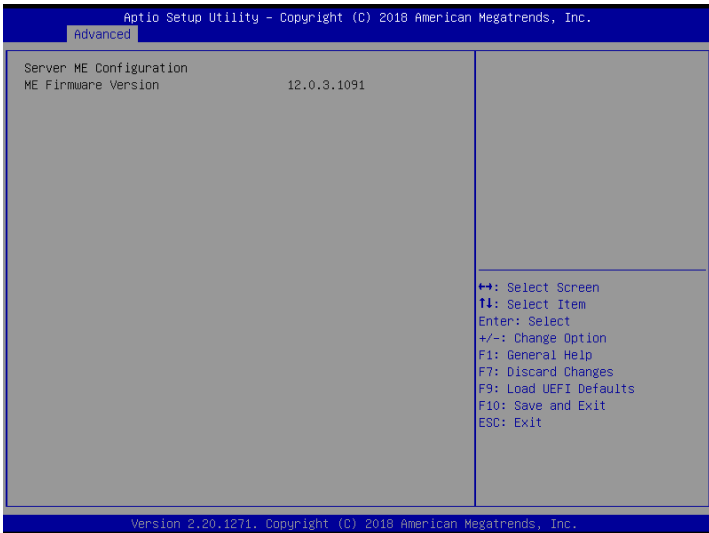 Aptio Setup Utility – Copyright (C) 2018 American Megatrends, Inc.
Advanced
Server ME Configuration
ME Firmware Version 12.0.3.1091
↔: Select Screen
↑↓: Select Item
Enter: Select
+/-: Change Option
F1: General Help
F7: Discard Changes
F9: Load UEFI Defaults
F10: Save and Exit
ESC: Exit
Version 2.20.1271. Copyright (C) 2018 American Megatrends, Inc.